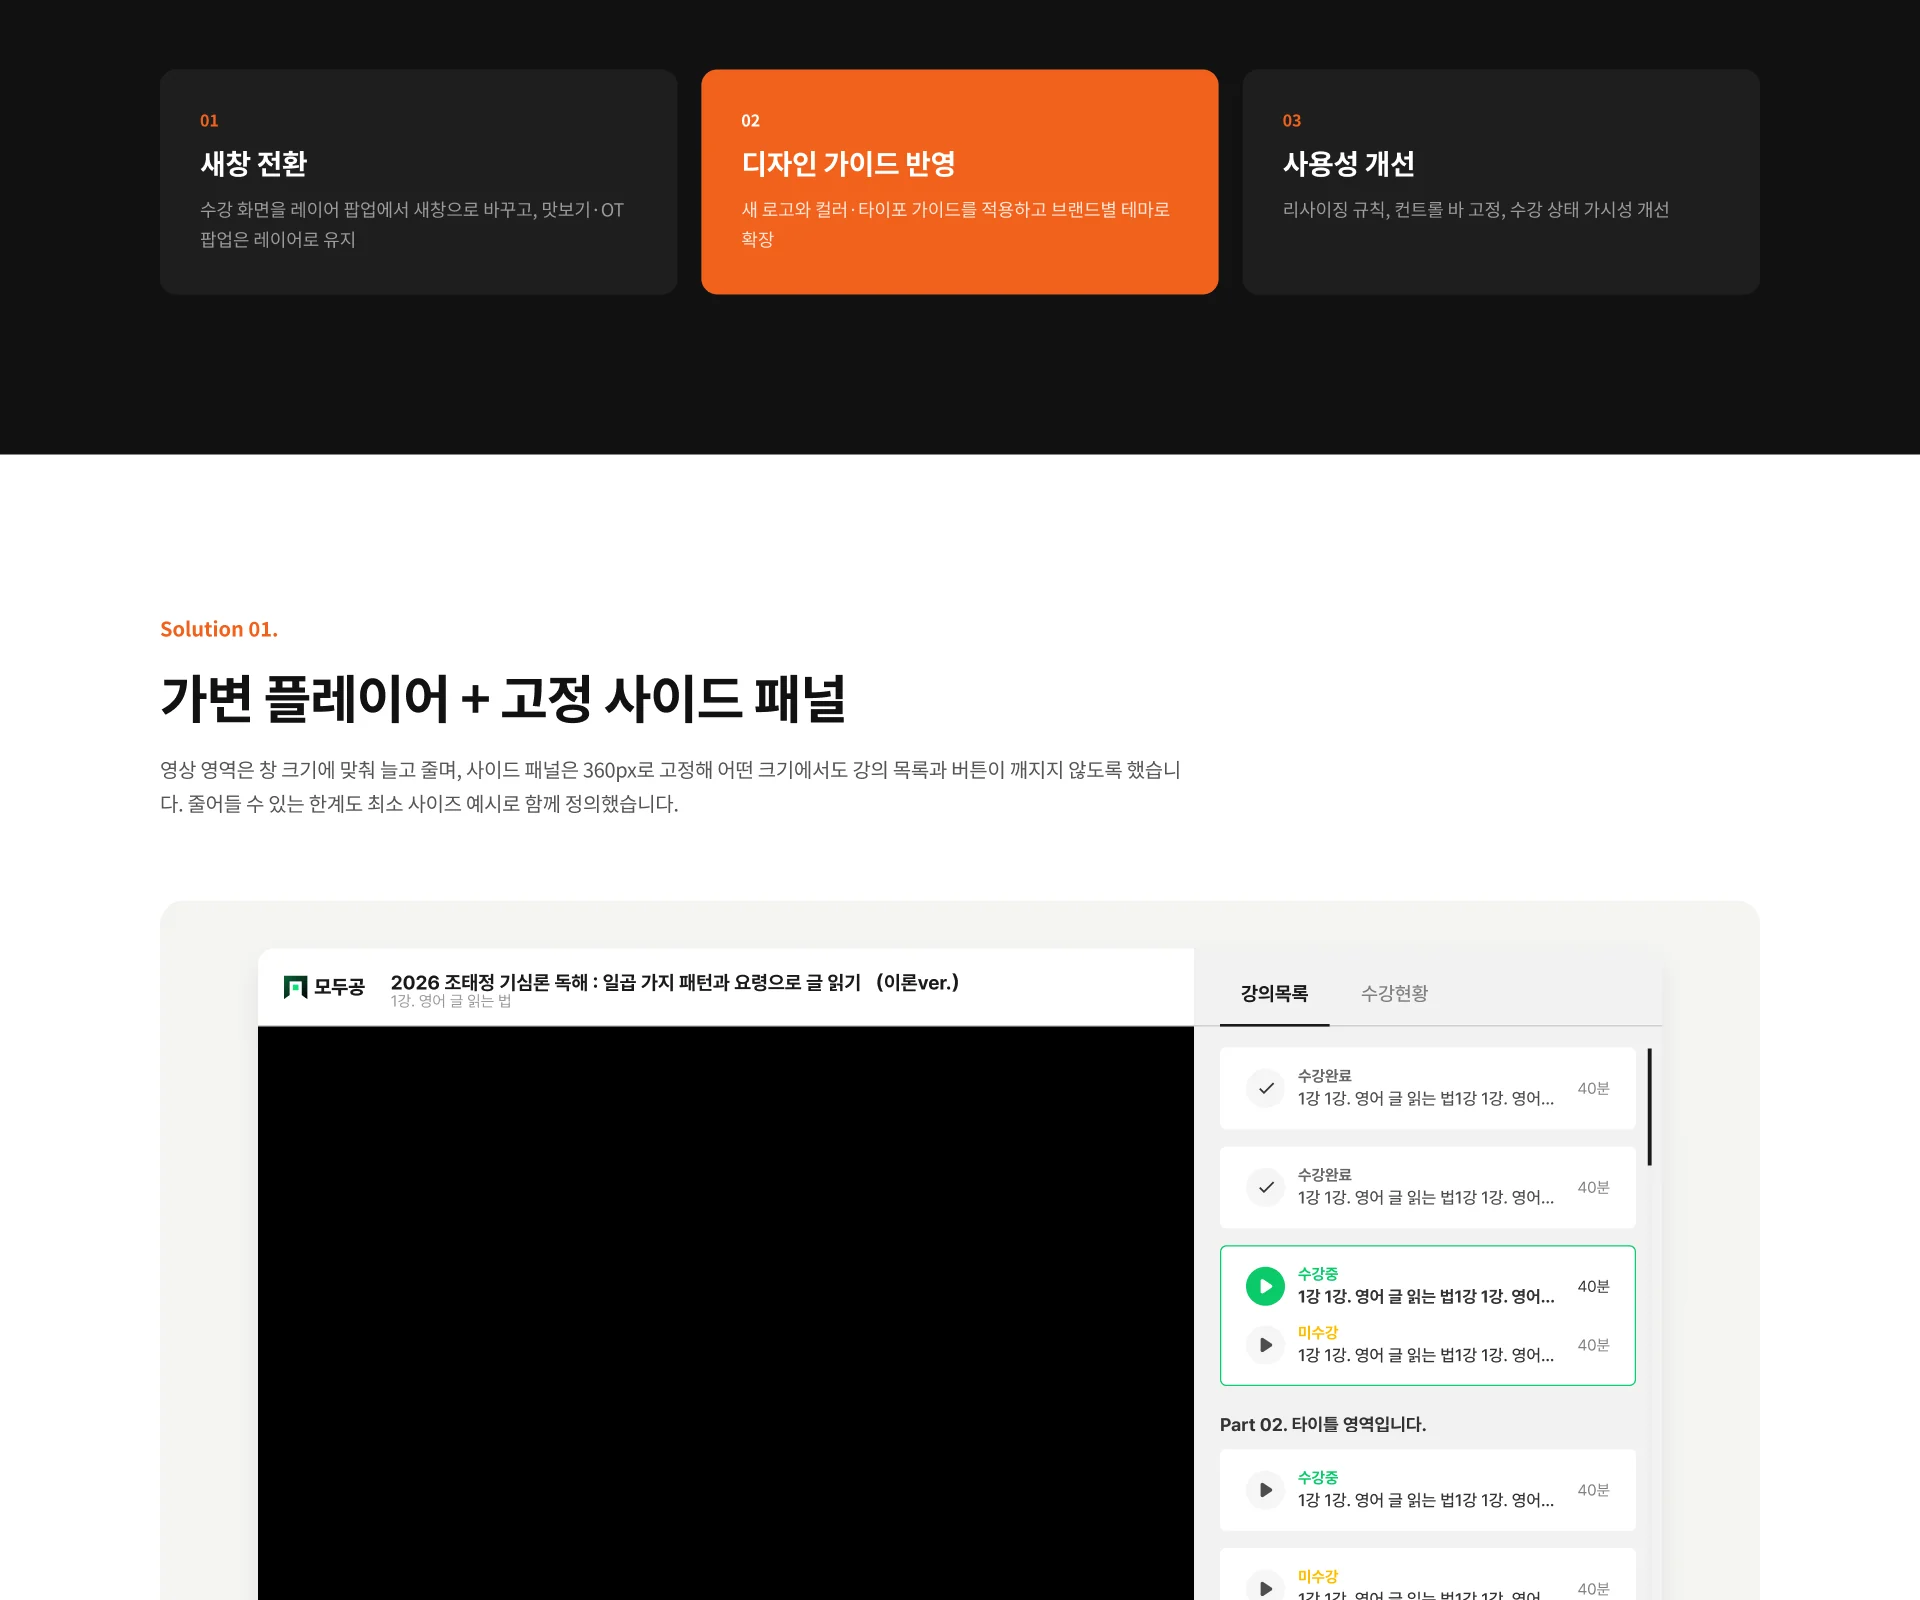 01
새창 전환
수강 화면을 레이어 팝업에서 새창으로 바꾸고, 맛보기·OT
팝업은 레이어로 유지
02
디자인 가이드 반영
새 로고와 컬러·타이포 가이드를 적용하고 브랜드별 테마로
확장
03
사용성 개선
리사이징 규칙, 컨트롤 바 고정, 수강 상태 가시성 개선
Solution 01.
가변 플레이어 + 고정 사이드 패널
영상 영역은 창 크기에 맞춰 늘고 줄며, 사이드 패널은 360px로 고정해 어떤 크기에서도 강의 목록과 버튼이 깨지지 않도록 했습니
다. 줄어들 수 있는 한계도 최소 사이즈 예시로 함께 정의했습니다.
모두공
2026 조태정 기심론 독해 : 일곱 가지 패턴과 요령으로 글 읽기 (이론ver.)
1강. 영어 글 읽는 법
강의목록
수강현황
수강완료
1강 1강. 영어 글 읽는 법1강 1강. 영어...
40분
수강완료
1강 1강. 영어 글 읽는 법1강 1강. 영어...
40분
수강중
1강 1강. 영어 글 읽는 법1강 1강. 영어...
40분
미수강
1강 1강. 영어 글 읽는 법1강 1강. 영어...
40분
Part 02. 타이틀 영역입니다.
수강중
1강 1강. 영어 글 읽는 법1강 1강. 영어...
40분
미수강
1강 1강. 영어 글 읽는 법1강 1강. 영어...
40분